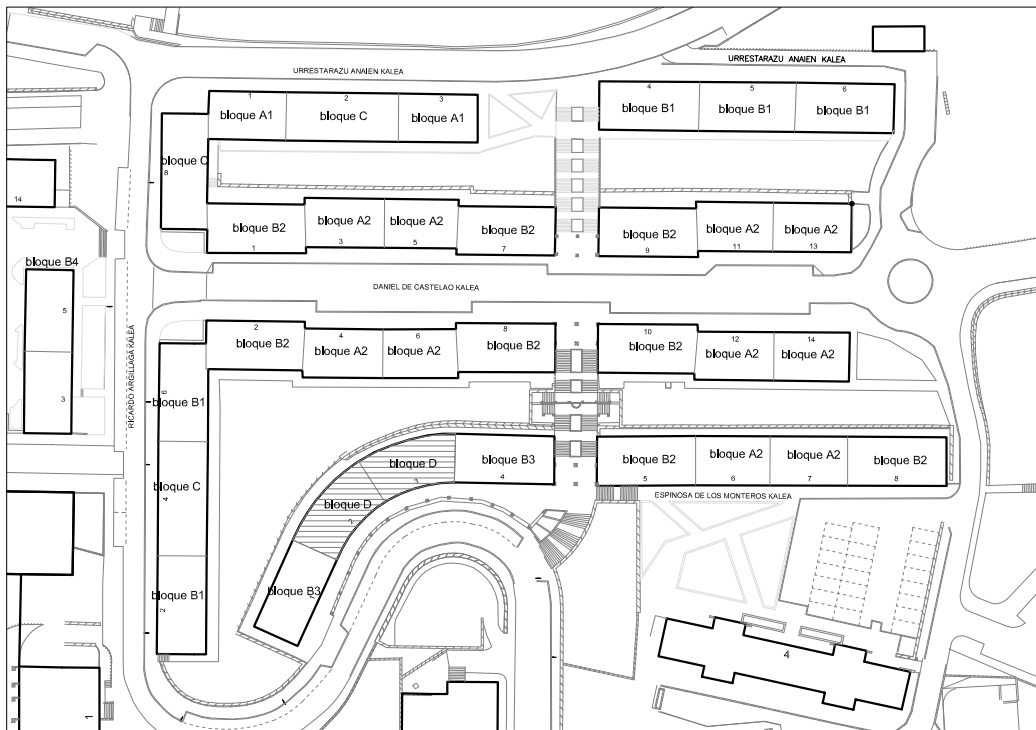 URRESTARAZU ANAIEN KALEA
URRESTARAZU ANAIEN KALEA
1
2
3
4
5
6
bloque A1
bloque C
bloque A1
bloque B1
bloque B1
bloque B1
bloque C
8
14
bloque B2
bloque A2
bloque A2
bloque B2
bloque B2
bloque A2
bloque A2
1
3
5
7
9
11
13
bloque B4
5
3
DANIEL DE CASTELAO KALEA
RICARDO ARGILLAGA KALEA
2
4
6
8
10
12
14
bloque B2
bloque A2
bloque A2
bloque B2
bloque B2
bloque A2
bloque A2
6
bloque B1
4
bloque C
2
bloque B1
bloque D
3
bloque D
2
bloque B3
1
bloque B3
4
bloque B2
bloque A2
bloque A2
bloque B2
5
6
7
8
ESPINOSA DE LOS MONTEROS KALEA
4
1